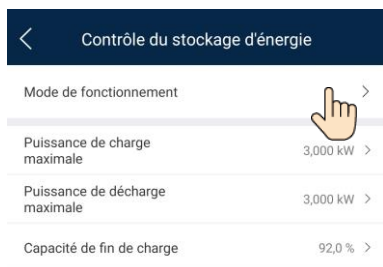 Contrôle du stockage d'énergie
Mode de fonctionnement
Puissance de charge
maximale
3,000 kW
Puissance de décharge
maximale
3,000 kW
Capacité de fin de charge
92,0 %